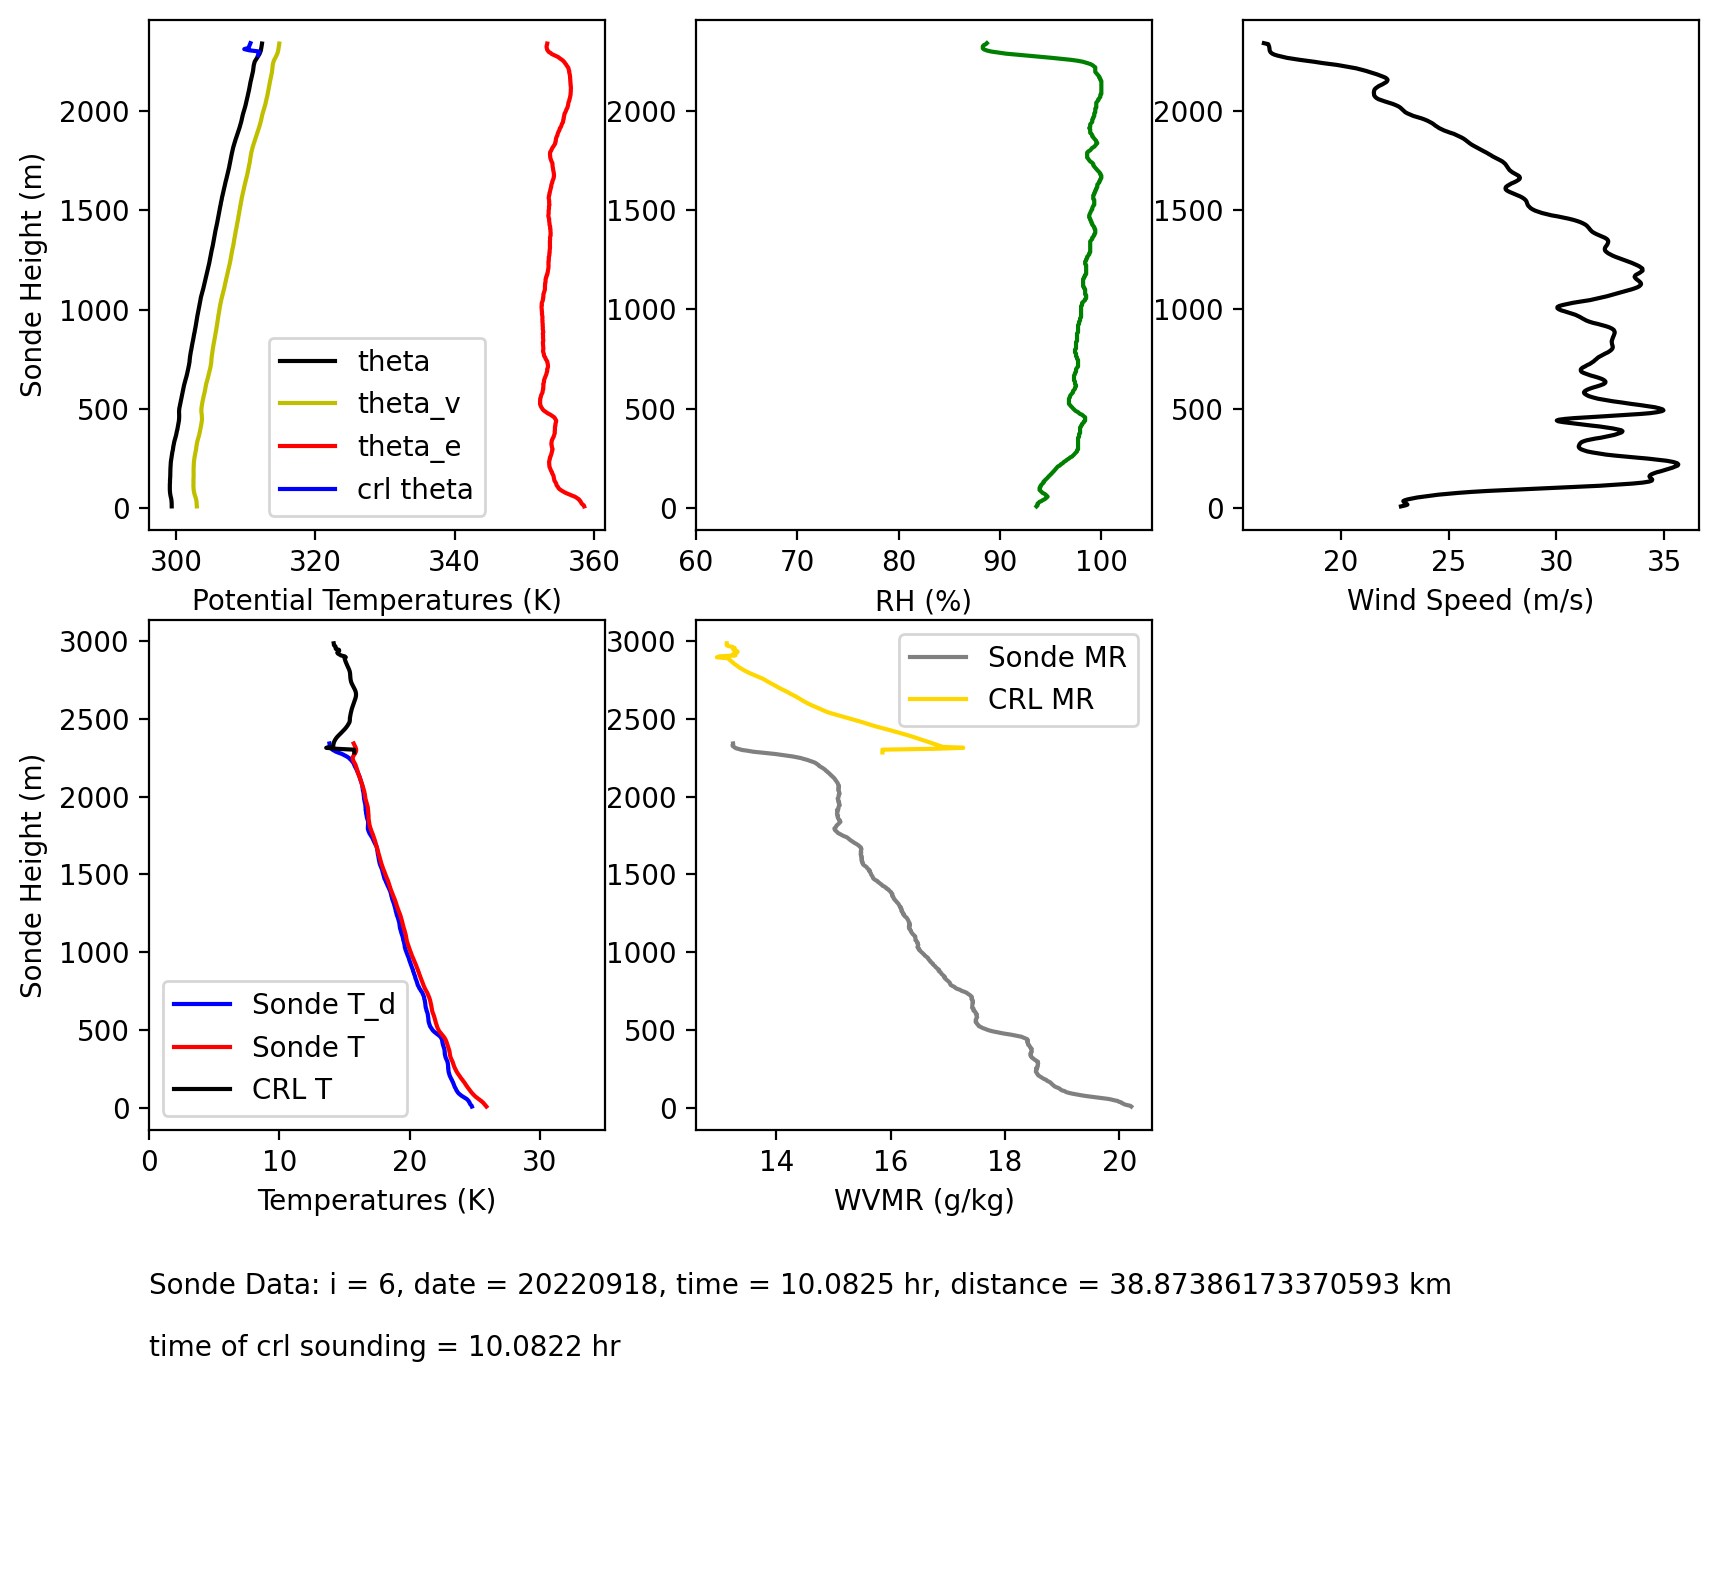 Sonde Height (m)
2000
1500
1000
500
0
theta
theta_v
theta_e
crl theta
300 320 340 360
Potential Temperatures (K)
2000
1500
1000
500
0
60 70 80 90 100
RH (%)
2000
1500
1000
500
0
20 25 30 35
Wind Speed (m/s)
Sonde Height (m)
3000
2500
2000
1500
1000
500
0
Sonde T_d
Sonde T
CRL T
0 10 20 30
Temperatures (K)
3000
2500
2000
1500
1000
500
0
Sonde MR
CRL MR
14 16 18 20
WVMR (g/kg)
Sonde Data: i = 6, date = 20220918, time = 10.0825 hr, distance = 38.87386173370593 km
time of crl sounding = 10.0822 hr